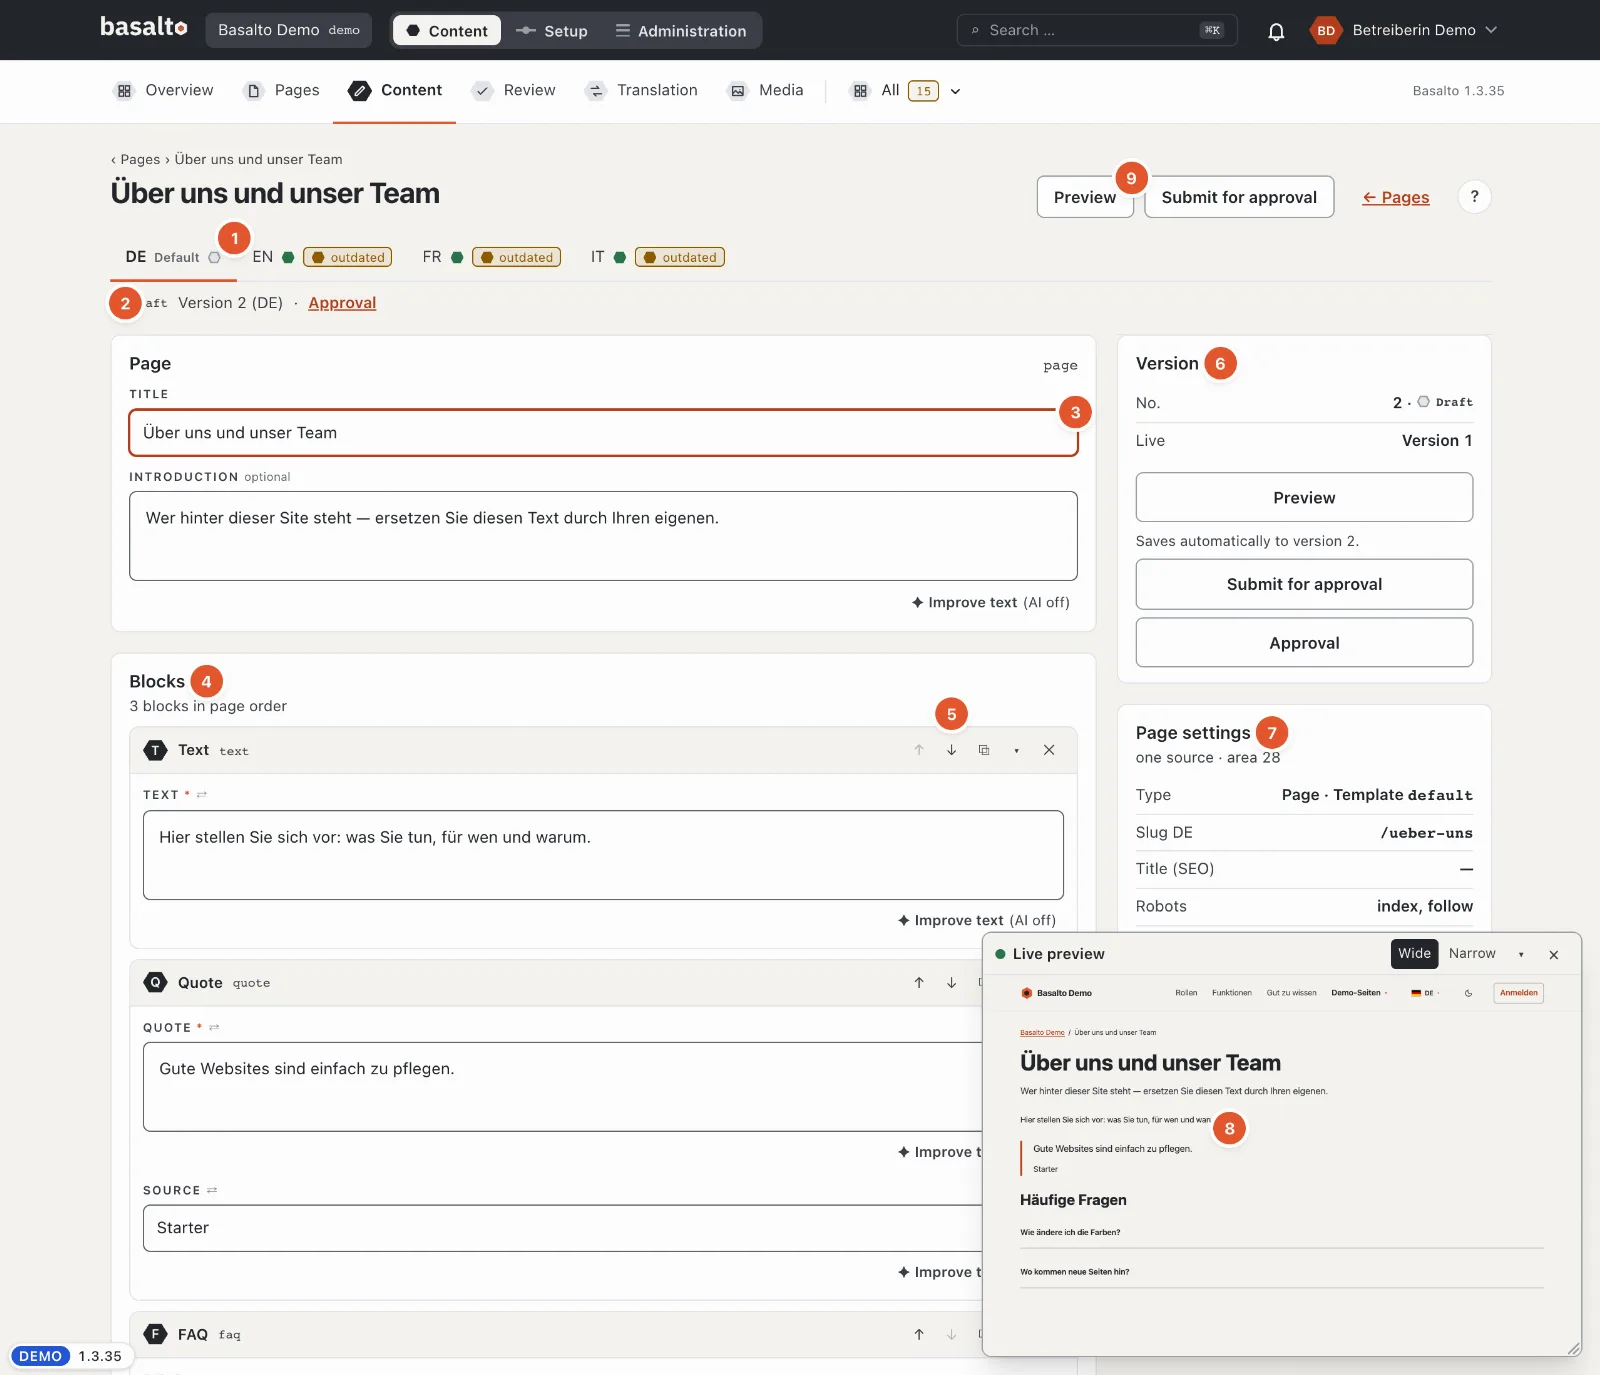 basalto
Basalto Demo demo
Content
Setup
Administration
Search ...
⌘K
BD
Betreiberin Demo
Overview
Pages
Content
Review
Translation
Media
All 15
Basalto 1.3.35
‹ Pages › Über uns und unser Team
Über uns und unser Team
Preview
9
Submit for approval
← Pages
?
DE Default
1
EN outdated
FR outdated
IT outdated
2
aft Version 2 (DE) · Approval
Page
page
TITLE
3
Über uns und unser Team
INTRODUCTION optional
Wer hinter dieser Site steht — ersetzen Sie diesen Text durch Ihren eigenen.
Improve text (AI off)
Blocks 4
3 blocks in page order
5
T Text text
TEXT *
Hier stellen Sie sich vor: was Sie tun, für wen und warum.
Improve text (AI off)
Q Quote quote
QUOTE *
Gute Websites sind einfach zu pflegen.
Improve t
SOURCE
Starter
Improve t
F FAQ faq
DEMO 1.3.35
Version 6
No. 2 · Draft
Live Version 1
Preview
Saves automatically to version 2.
Submit for approval
Approval
Page settings 7
one source · area 28
Type Page · Template default
Slug DE /ueber-uns
Title (SEO) —
Robots index, follow
Live preview
Wide
Narrow
Basalto Demo
Rollen
Funktionen
Gut zu wissen
Demo-Seiten
DE
Anmelden
Basalto Demo / Über uns und unser Team
Über uns und unser Team
Wer hinter dieser Site steht — ersetzen Sie diesen Text durch Ihren eigenen.
Hier stellen Sie sich vor: was Sie tun, für wen und war
8
Gute Websites sind einfach zu pflegen.
Starter
Häufige Fragen
Wie ändere ich die Farben?
Wo kommen neue Seiten hin?